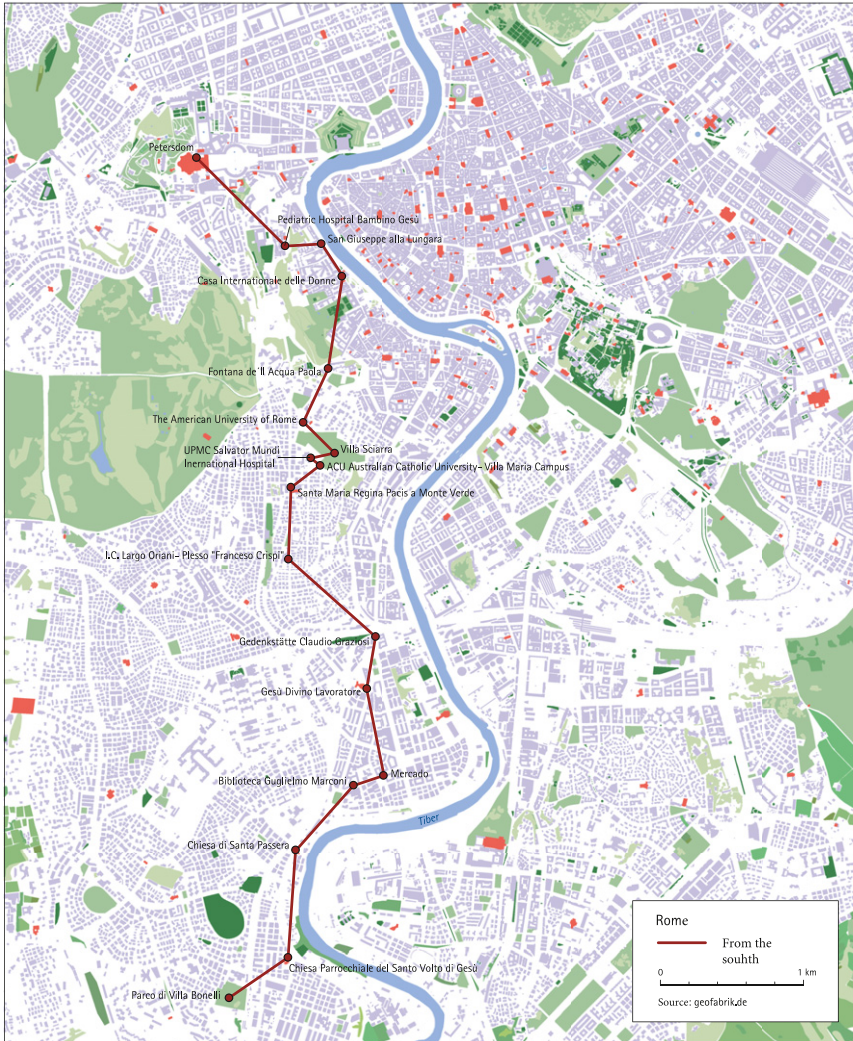 Petersdom
Pediatric Hospital Bambino Gesù
San Giuseppe alla Lungara
Casa Internationale delle Donne
Fontana de´ll Acqua Paola
The American University of Rome
Villa Sciarra
UPMC Salvator Mundi
Inernational Hospital
ACU Australian Catholic University- Villa Maria Campus
Santa Maria Regina Pacis a Monte Verde
I.C. Largo Oriani- Plesso "Franceso Crispi"
Gedenkstätte Claudio Graziosi
Gesù Divino Lavoratore
Mercado
Biblioteca Guglielmo Marconi
Tiber
Chiesa di Santa Passera
Chiesa Parrocchiale del Santo Volto di Gesù
Parco di Villa Bonelli
Rome
From the
souhth
0 1 km
Source: geofabrik.de